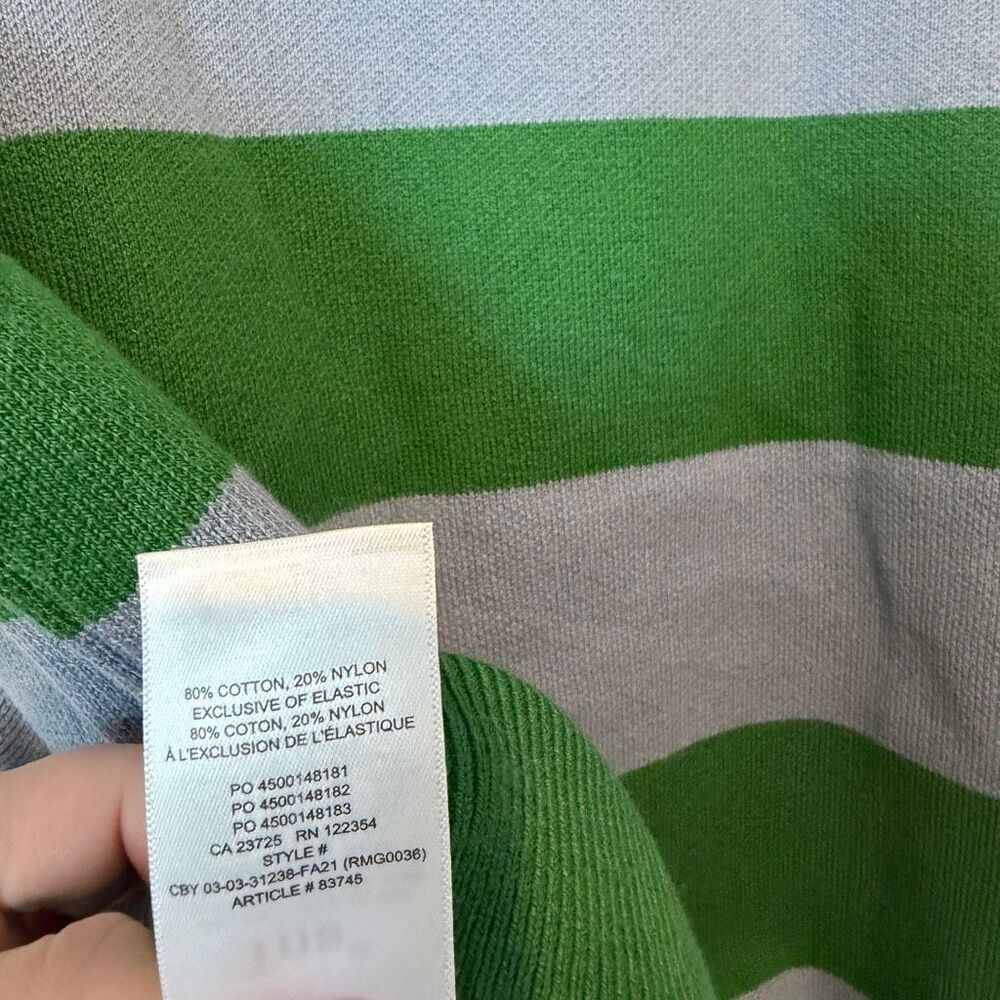 80% COTTON, 20% NYLON
EXCLUSIVE OF ELASTIC
80% COTON, 20% NYLON
À L'EXCLUSION DE L'ÉLASTIQUE
PO 4500148181
PO 4500148182
PO 4500148183
CA 23725 RN 122354
STYLE #
CBY 03-03-31238-FA21 (RMG0036)
ARTICLE # 83745